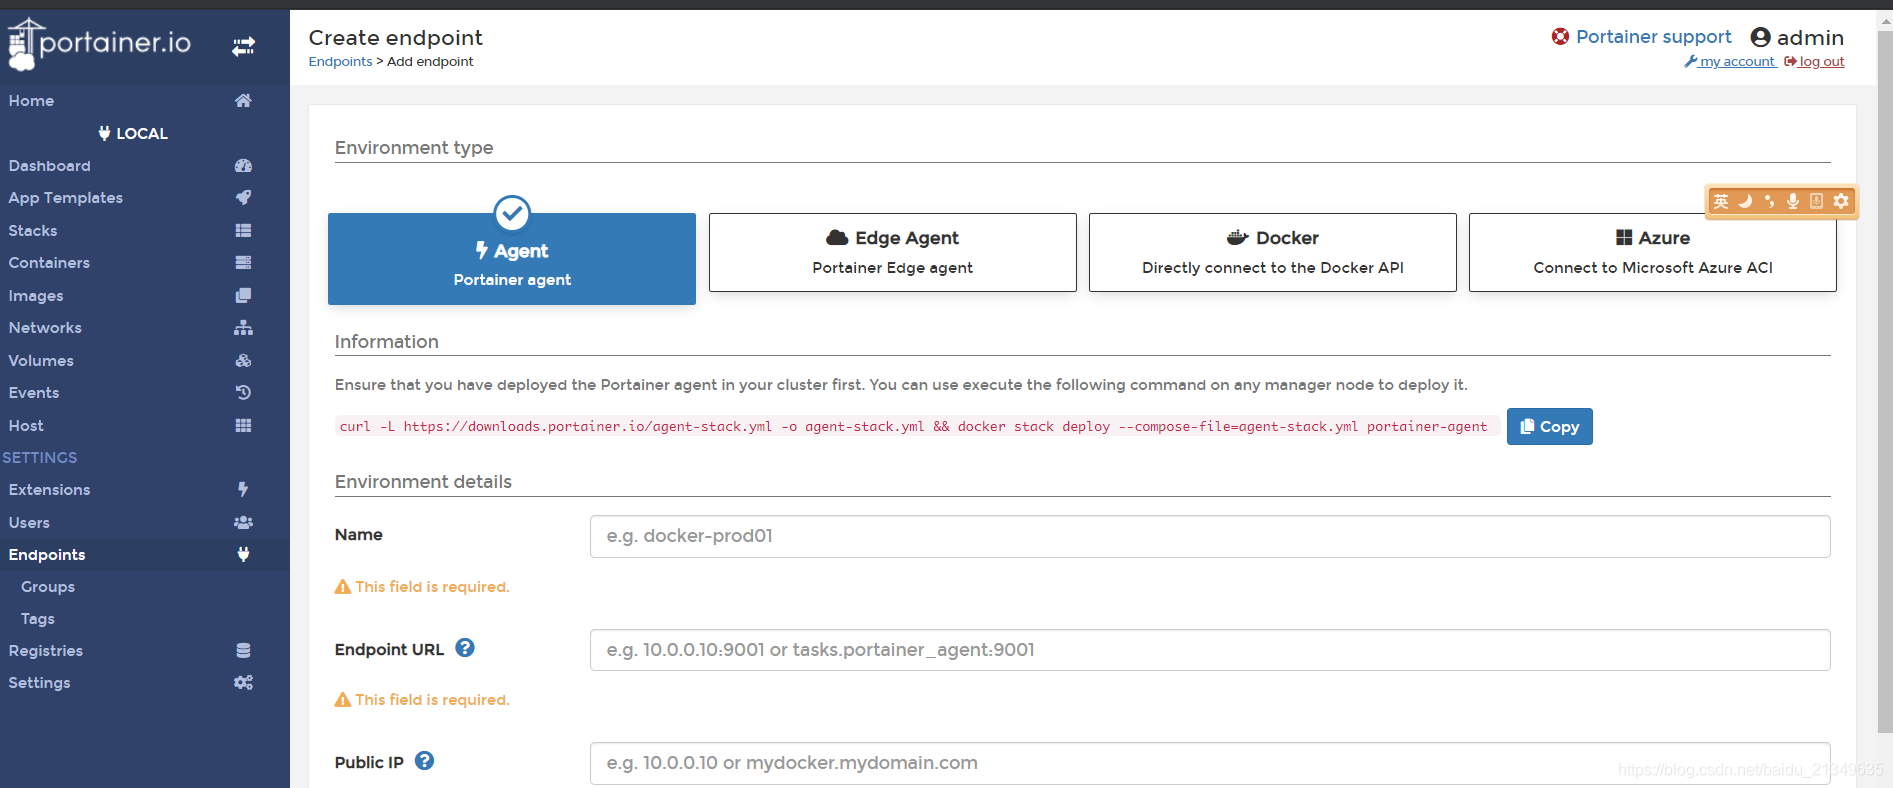 portainer.io
Create endpoint
Endpoints > Add endpoint
Portainer support
admin
my account
log out
Home
LOCAL
Dashboard
App Templates
Stacks
Containers
Images
Networks
Volumes
Events
Host
SETTINGS
Extensions
Users
Endpoints
Groups
Tags
Registries
Settings
Environment type
英
Agent
Portainer agent
Edge Agent
Portainer Edge agent
Docker
Directly connect to the Docker API
Azure
Connect to Microsoft Azure ACI
Information
Ensure that you have deployed the Portainer agent in your cluster first. You can use execute the following command on any manager node to deploy it.
curl -L https://downloads.portainer.io/agent-stack.yml -o agent-stack.yml && docker stack deploy --compose-file=agent-stack.yml portainer-agent
Copy
Environment details
Name
e.g. docker-prod01
This field is required.
Endpoint URL
e.g. 10.0.0.10:9001 or tasks.portainer_agent:9001
This field is required.
Public IP
e.g. 10.0.0.10 or mydocker.mydomain.com
https://blog.csdn.net/baidu_21349635